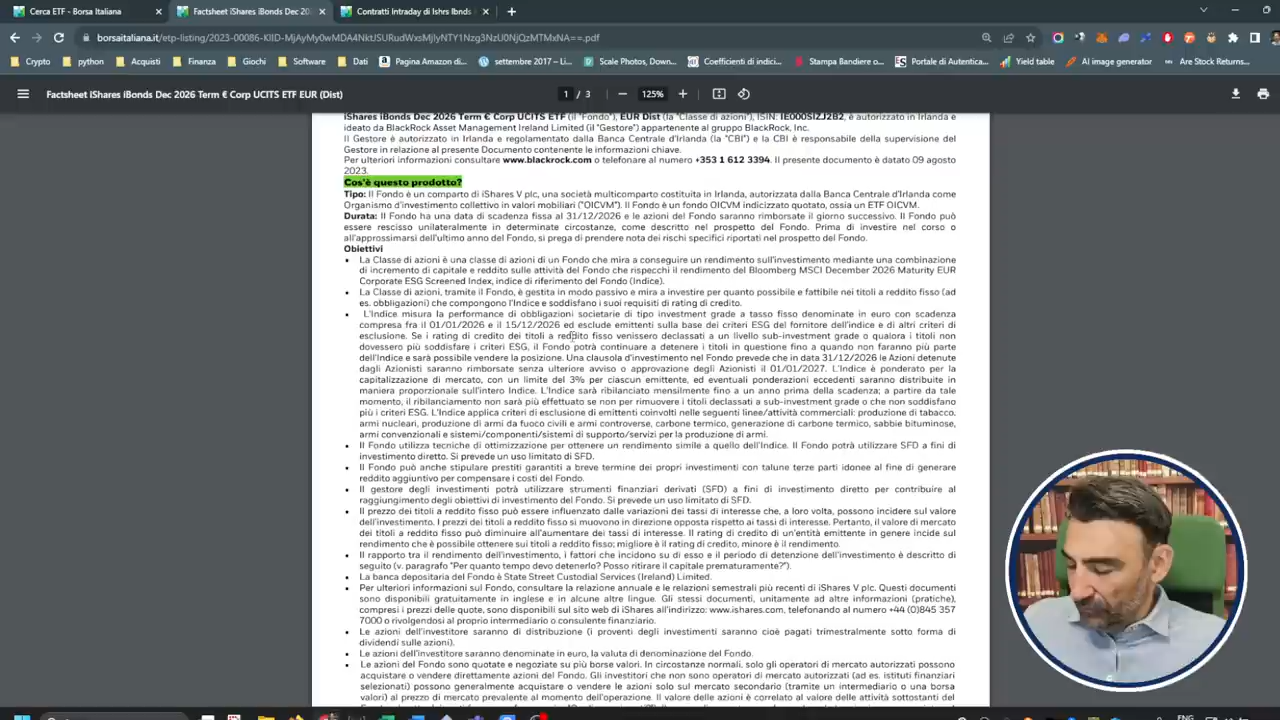 Cerca ETF - Borsa Italiana
Factsheet iShares iBonds Dec 20
Contratti Intraday di Ishrs Ibnds
borsaitaliana.it/etp-listing/2023-00086-KIID-MjAyMy0wMDA4NktJSURudWxsMjIyNTY1Nzg3NzU0NjQzMTMxNA==.pdf
Crypto
python
Acquisti
Finanza
Giochi
Software
Dati
Pagina Amazon di...
settembre 2017 – Li...
Scale Photos, Down...
Coefficienti di indici...
Stampa Bandiere o...
Portale di Autentica...
Yield table
AI image generator
Are Stock Returns...
Factsheet iShares iBonds Dec 2026 Term € Corp UCITS ETF EUR (Dist)
1 / 3
125%
iShares iBonds Dec 2026 Term € Corp UCITS ETF (il "Fondo"), EUR Dist (la "Classe di azioni), ISIN: IE000SIZJ2B2, è autorizzato in Irlanda e
ideato da BlackRock Asset Management Ireland Limited (il "Gestore") appartenente al gruppo BlackRock, Inc.
Il Gestore è autorizzato in Irlanda e regolamentato dalla Banca Centrale d'Irlanda (la "CBI") e la CBI è responsabile della supervisione del
Gestore in relazione al presente Documento contenente le informazioni chiave.
Per ulteriori informazioni consultare www.blackrock.com o telefonare al numero +353 1 612 3394. Il presente documento è datato 09 agosto
2023.
Cos'è questo prodotto?
Tipo: Il Fondo è un comparto di iShares V plc, una società multicomparto costituita in Irlanda, autorizzata dalla Banca Centrale d'Irlanda come
Organismo d'investimento collettivo in valori mobiliari ("OICVM"). Il Fondo è un fondo OICVM indicizzato quotato, ossia un ETF OICVM.
Durata: Il Fondo ha una data di scadenza fissa al 31/12/2026 e le azioni del Fondo saranno rimborsate il giorno successivo. Il Fondo può
essere rescisso unilateralmente in determinate circostanze, come descritto nel prospetto del Fondo. Prima di investire nel corso o
all'approssimarsi dell'ultimo anno del Fondo, si prega di prendere nota dei rischi specifici riportati nel prospetto del Fondo.
Obiettivi
• La Classe di azioni è una classe di azioni di un Fondo che mira a conseguire un rendimento sull'investimento mediante una combinazione
di incremento di capitale e reddito sulle attività del Fondo che rispecchi il rendimento del Bloomberg MSCI December 2026 Maturity EUR
Corporate ESG Screened Index, indice di riferimento del Fondo (Indice).
• La Classe di azioni, tramite il Fondo, è gestita in modo passivo e mira a investire per quanto possibile e fattibile nei titoli a reddito fisso (ad
es. obbligazioni) che compongono l'Indice e soddisfano i suoi requisiti di rating di credito.
• L'Indice misura la performance di obbligazioni societarie di tipo investment grade a tasso fisso denominate in euro con scadenza
compresa fra il 01/01/2026 e il 15/12/2026 ed esclude emittenti sulla base dei criteri ESG del fornitore dell'indice e di altri criteri di
esclusione. Se i rating di credito dei titoli a reddito fisso venissero declassati a un livello sub-investment grade o qualora i titoli non
dovessero più soddisfare i criteri ESG, il Fondo potrà continuare a detenere i titoli in questione fino a quando non faranno più parte
dell'Indice e sarà possibile vendere la posizione. Una clausola d'investimento nel Fondo prevede che in data 31/12/2026 le Azioni detenute
dagli Azionisti saranno rimborsate senza ulteriore avviso o approvazione degli Azionisti il 01/01/2027. L'Indice è ponderato per la
capitalizzazione di mercato, con un limite del 3% per ciascun emittente, ed eventuali ponderazioni eccedenti saranno distribuite in
maniera proporzionale sull'intero Indice. L'Indice sarà ribilanciato mensilmente fino a un anno prima della scadenza; a partire da tale
momento, il ribilanciamento non sarà più effettuato se non per rimuovere i titoli declassati a sub-investment grade o che non soddisfano
più i criteri ESG. L'Indice applica criteri di esclusione di emittenti coinvolti nelle seguenti linee/attività commerciali: produzione di tabacco,
armi nucleari, produzione di armi da fuoco civili e armi controverse, carbone termico, generazione di carbone termico, sabbie bituminose,
armi convenzionali e sistemi/componenti/sistemi di supporto/servizi per la produzione di armi.
• Il Fondo utilizza tecniche di ottimizzazione per ottenere un rendimento simile a quello dell'Indice. Il Fondo potrà utilizzare SFD a fini di
investimento diretto. Si prevede un uso limitato di SFD.
• Il Fondo può anche stipulare prestiti garantiti a breve termine dei propri investimenti con talune terze parti idonee al fine di generare
reddito aggiuntivo per compensare i costi del Fondo.
• Il gestore degli investimenti potrà utilizzare strumenti finanziari derivati (SFD) a fini di investimento diretto per contribuire al
raggiungimento degli obiettivi di investimento del Fondo. Si prevede un uso limitato di SFD.
• Il prezzo dei titoli a reddito fisso può essere influenzato dalle variazioni dei tassi di interesse che, a loro volta, possono incidere sul valore
dell'investimento. I prezzi dei titoli a reddito fisso si muovono in direzione opposta rispetto ai tassi di interesse. Pertanto, il valore di mercato
dei titoli a reddito fisso può diminuire all'aumentare dei tassi di interesse. Il rating di credito di un'entità emittente in genere incide sul
rendimento che è possibile ottenere sui titoli a reddito fisso; migliore è il rating di credito, minore è il rendimento.
• Il rapporto tra il rendimento dell'investimento, i fattori che incidono su di esso e il periodo di detenzione dell'investimento è descritto di
seguito (v. paragrafo "Per quanto tempo devo detenerlo? Posso ritirare il capitale prematuramente?").
• La banca depositaria del Fondo è State Street Custodial Services (Ireland) Limited.
• Per ulteriori informazioni sul Fondo, consultare la relazione annuale e le relazioni semestrali più recenti di iShares V plc. Questi documenti
sono disponibili gratuitamente in inglese e in alcune altre lingue. Gli stessi documenti, unitamente ad altre informazioni (pratiche),
compresi i prezzi delle quote, sono disponibili sul sito web di iShares all'indirizzo: www.ishares.com, telefonando al numero +44 (0)845 357
7000 o rivolgendosi al proprio intermediario o consulente finanziario.
• Le azioni dell'investitore saranno di distribuzione (i proventi degli investimenti saranno cioè pagati trimestralmente sotto forma di
dividendi sulle azioni).
• Le azioni dell'investitore saranno denominate in euro, la valuta di denominazione del Fondo.
• Le azioni del Fondo sono quotate e negoziate su più borse valori. In circostanze normali, solo gli operatori di mercato autorizzati possono
acquistare o vendere direttamente azioni del Fondo. Gli investitori che non sono operatori di mercato autorizzati (ad es. istituti finanziari
selezionati) possono generalmente acquistare o vendere le azioni solo sul mercato secondario (tramite un intermediario o una borsa
valori) al prezzo di mercato prevalente al momento dell'operazione. Il valore delle azioni è correlato al valore delle attività sottostanti del
ENG